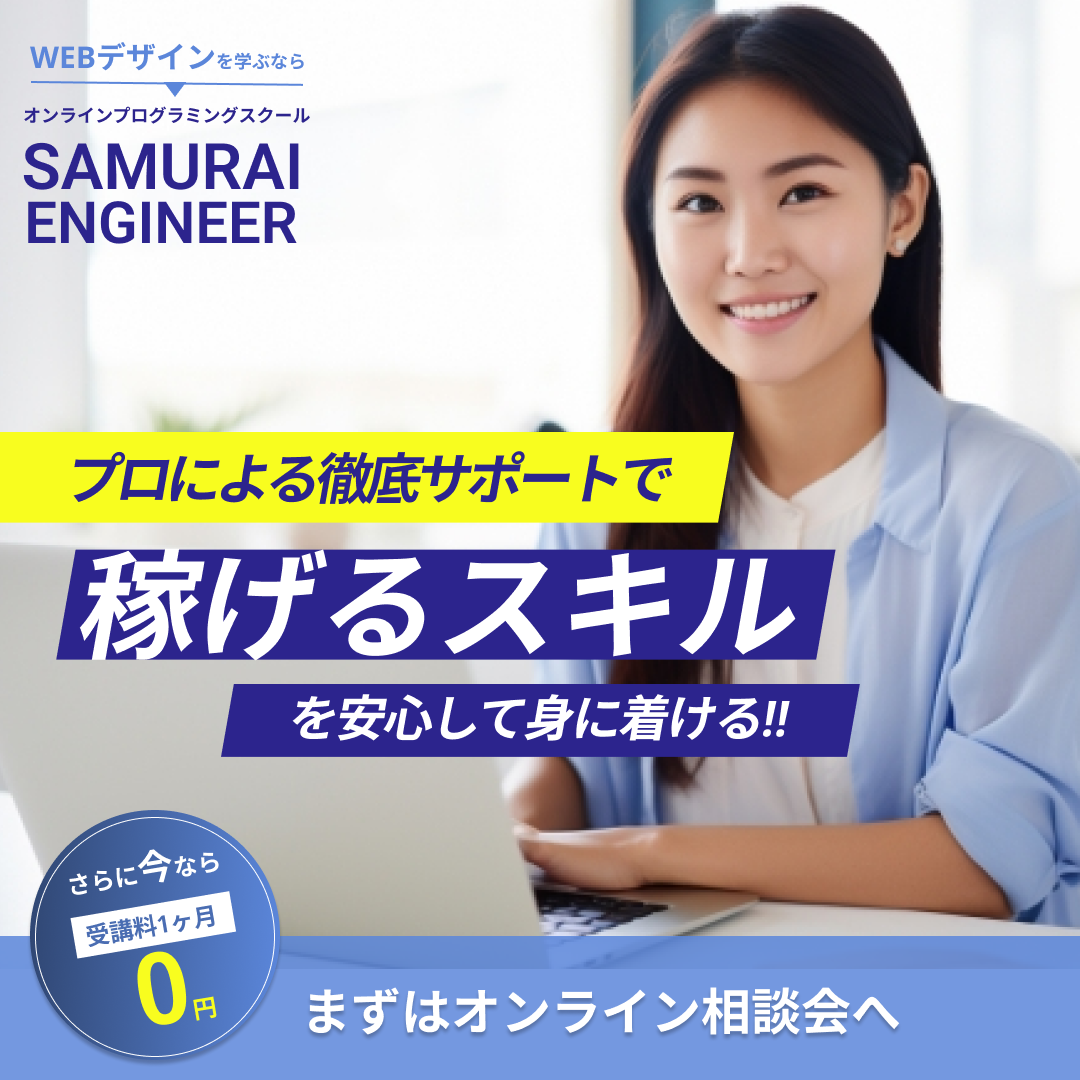 WEBデザインを学ぶなら
オンラインプログラミングスクール
SAMURAI
ENGINEER
プロによる徹底サポートで
稼げるスキル
を安心して身に着ける!!
さらに今なら
受講料1ヶ月
0円
まずはオンライン相談会へ